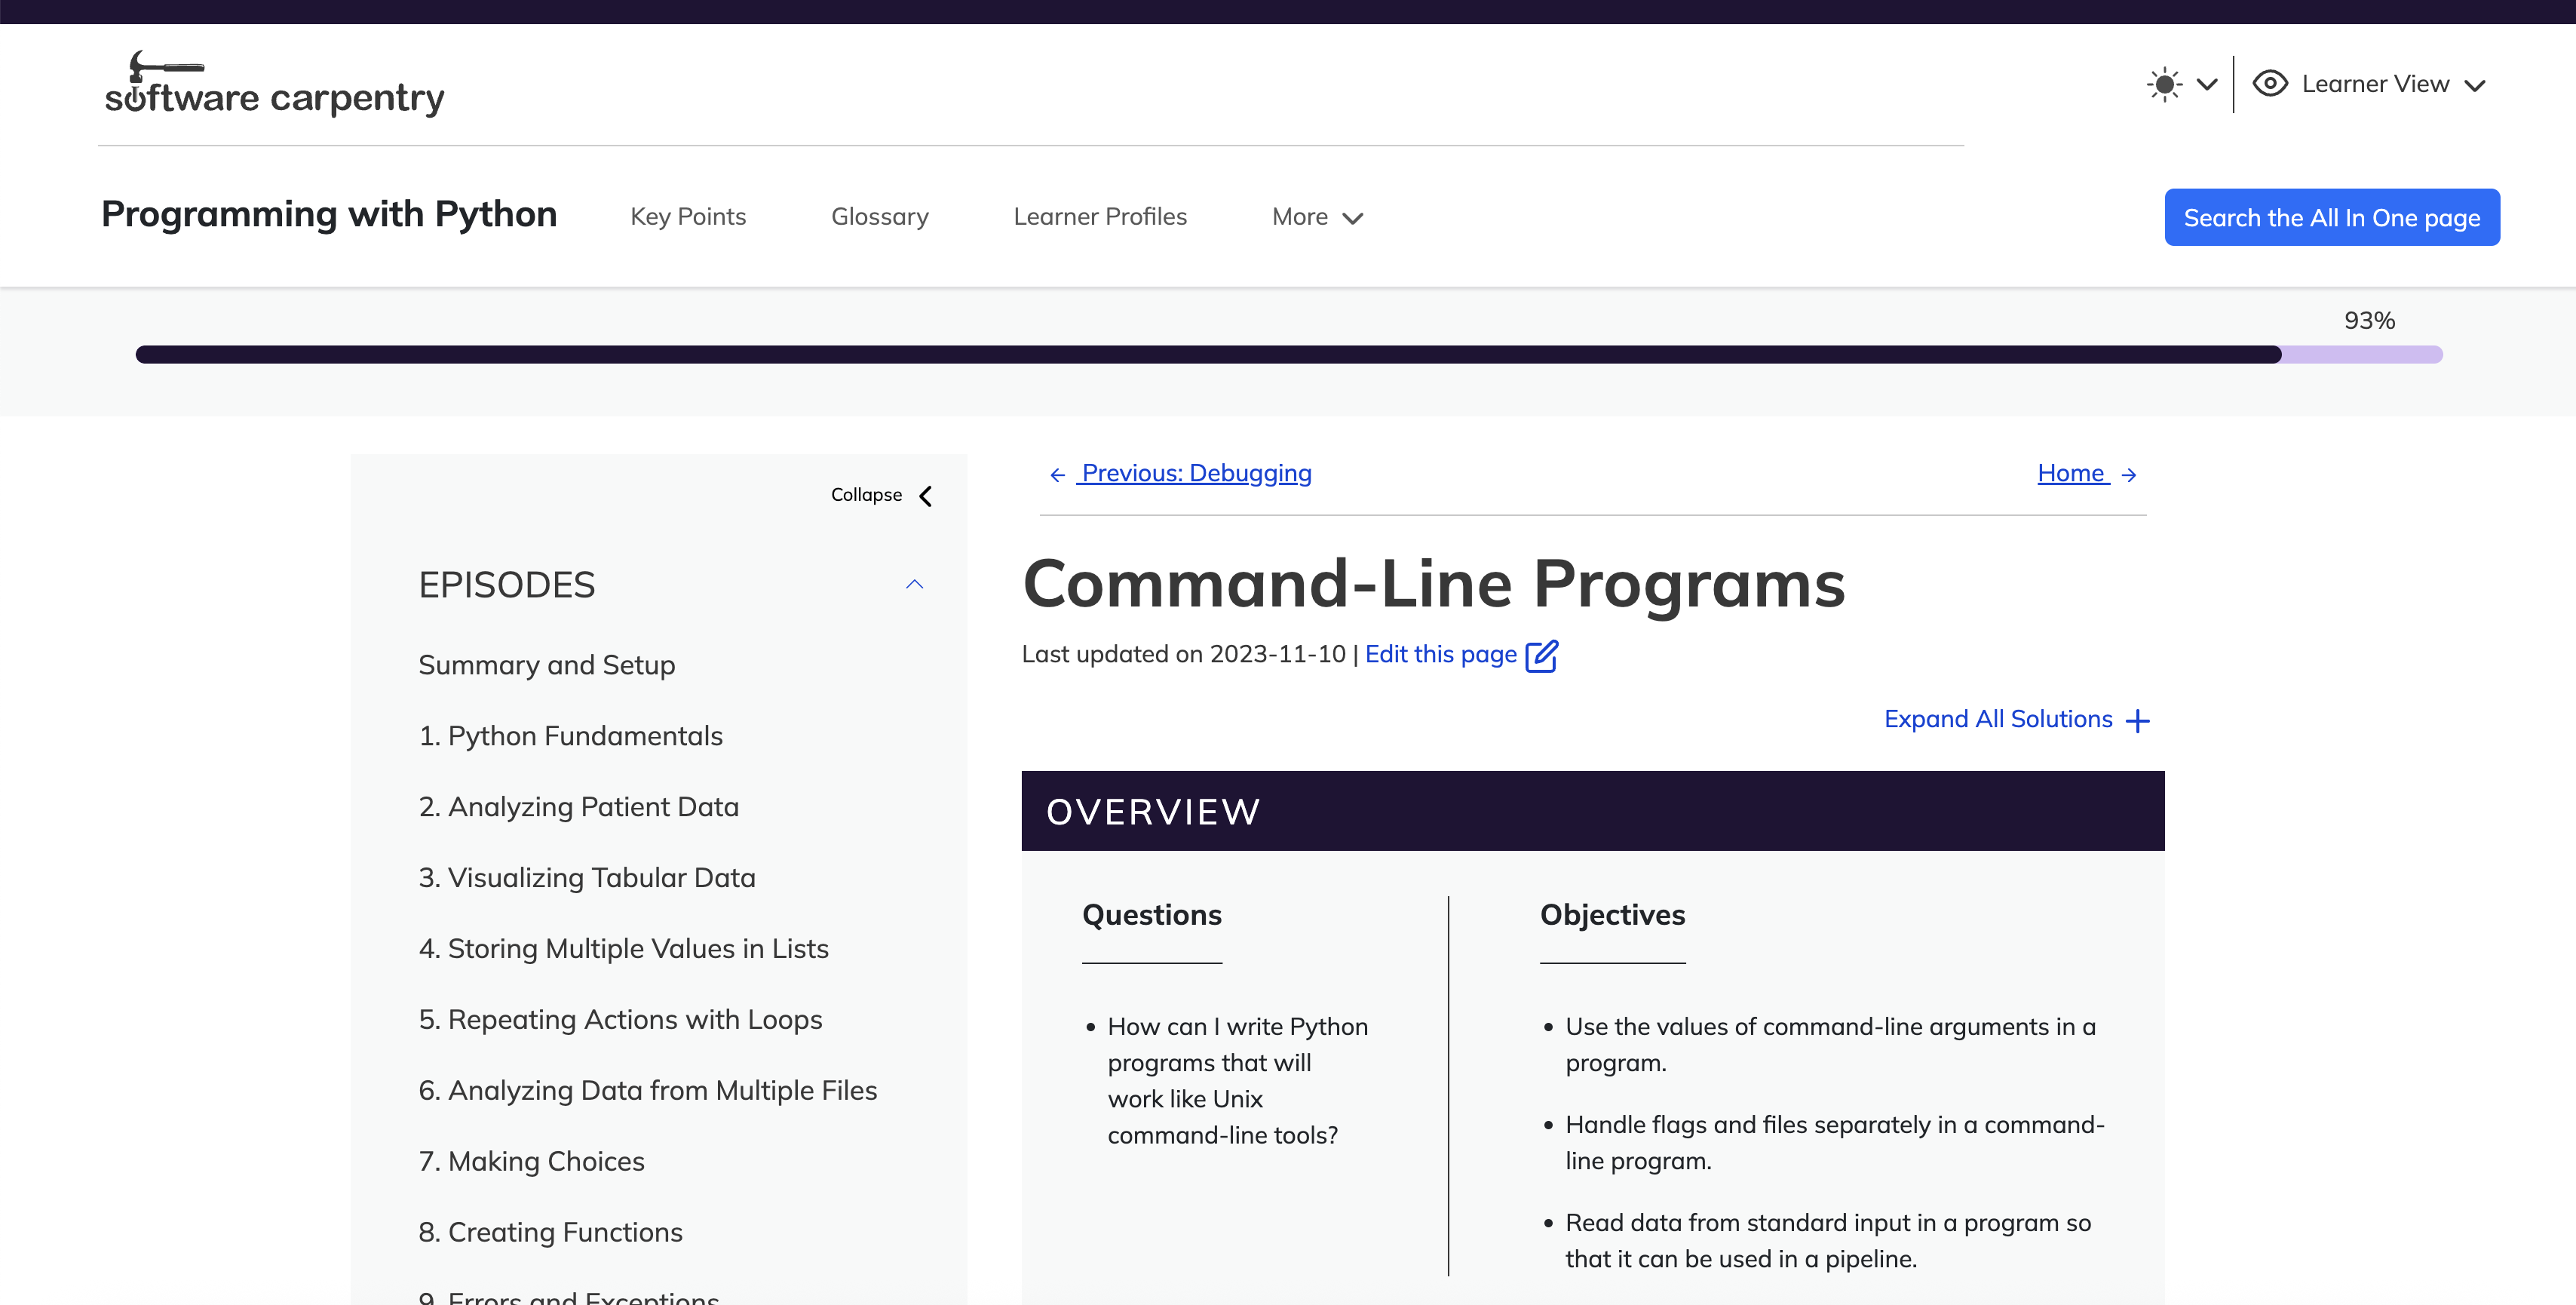 software carpentry
Learner View
Programming with Python
Key Points
Glossary
Learner Profiles
More
Search the All In One page
93%
Collapse
EPISODES
Summary and Setup
1. Python Fundamentals
2. Analyzing Patient Data
3. Visualizing Tabular Data
4. Storing Multiple Values in Lists
5. Repeating Actions with Loops
6. Analyzing Data from Multiple Files
7. Making Choices
8. Creating Functions
9. Errors and Exceptions
Previous: Debugging
Home
Command-Line Programs
Last updated on 2023-11-10 | Edit this page
Expand All Solutions
OVERVIEW
Questions
How can I write Python
programs that will
work like Unix
command-line tools?
Objectives
Use the values of command-line arguments in a
program.
Handle flags and files separately in a command-
line program.
Read data from standard input in a program so
that it can be used in a pipeline.